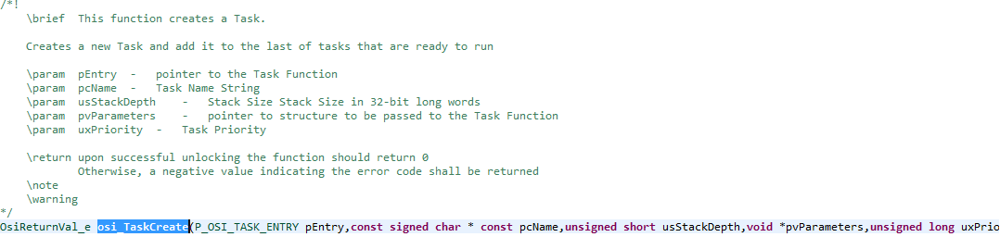 /*!
\brief This function creates a Task.
Creates a new Task and add it to the last of tasks that are ready to run
\param pEntry - pointer to the Task Function
\param pcName - Task Name String
\param usStackDepth - Stack Size Stack Size in 32-bit long words
\param pvParameters - pointer to structure to be passed to the Task Function
\param uxPriority - Task Priority
\return upon successful unlocking the function should return 0
Otherwise, a negative value indicating the error code shall be returned
\note
\warning
*/
OsiReturnVal_e osi_TaskCreate(P_OSI_TASK_ENTRY pEntry,const signed char * const pcName,unsigned short usStackDepth,void *pvParameters,unsigned long uxPrio